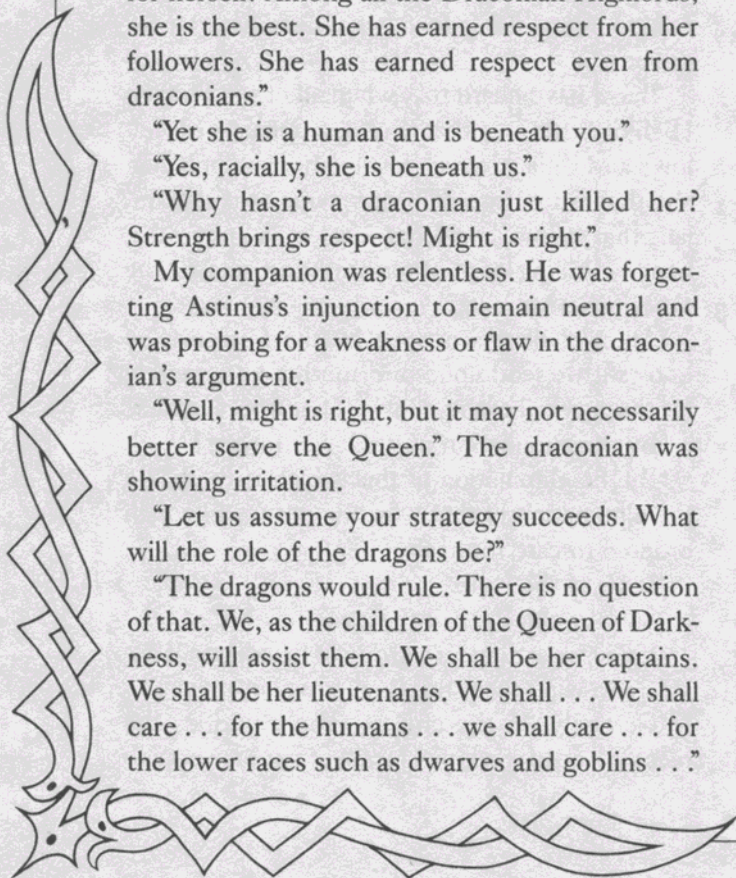 she is the best. She has earned respect from her
followers. She has earned respect even from
draconians.”
“Yet she is a human and is beneath you.”
“Yes, racially, she is beneath us.”
“Why hasn't a draconian just killed her?
Strength brings respect! Might is right.”
My companion was relentless. He was forget-
ting Astinus's injunction to remain neutral and
was probing for a weakness or flaw in the dracon-
ian's argument.
“Well, might is right, but it may not necessarily
better serve the Queen.” The draconian was
showing irritation.
“Let us assume your strategy succeeds. What
will the role of the dragons be?”
“The dragons would rule. There is no question
of that. We, as the children of the Queen of Dark-
ness, will assist them. We shall be her captains.
We shall be her lieutenants. We shall . . . We shall
care . . . for the humans . . . we shall care . . . for
the lower races such as dwarves and goblins . . .”